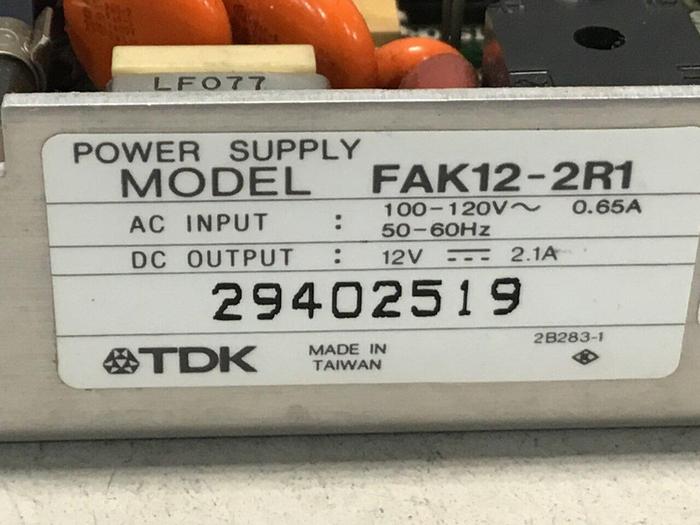 LF077
POWER SUPPLY
MODEL FAK12-2R1
AC INPUT : 100-120V~ 0.65A
50-60Hz
DC OUTPUT : 12V ⎓ 2.1A
29402519
TDK MADE IN TAIWAN
2B283-1